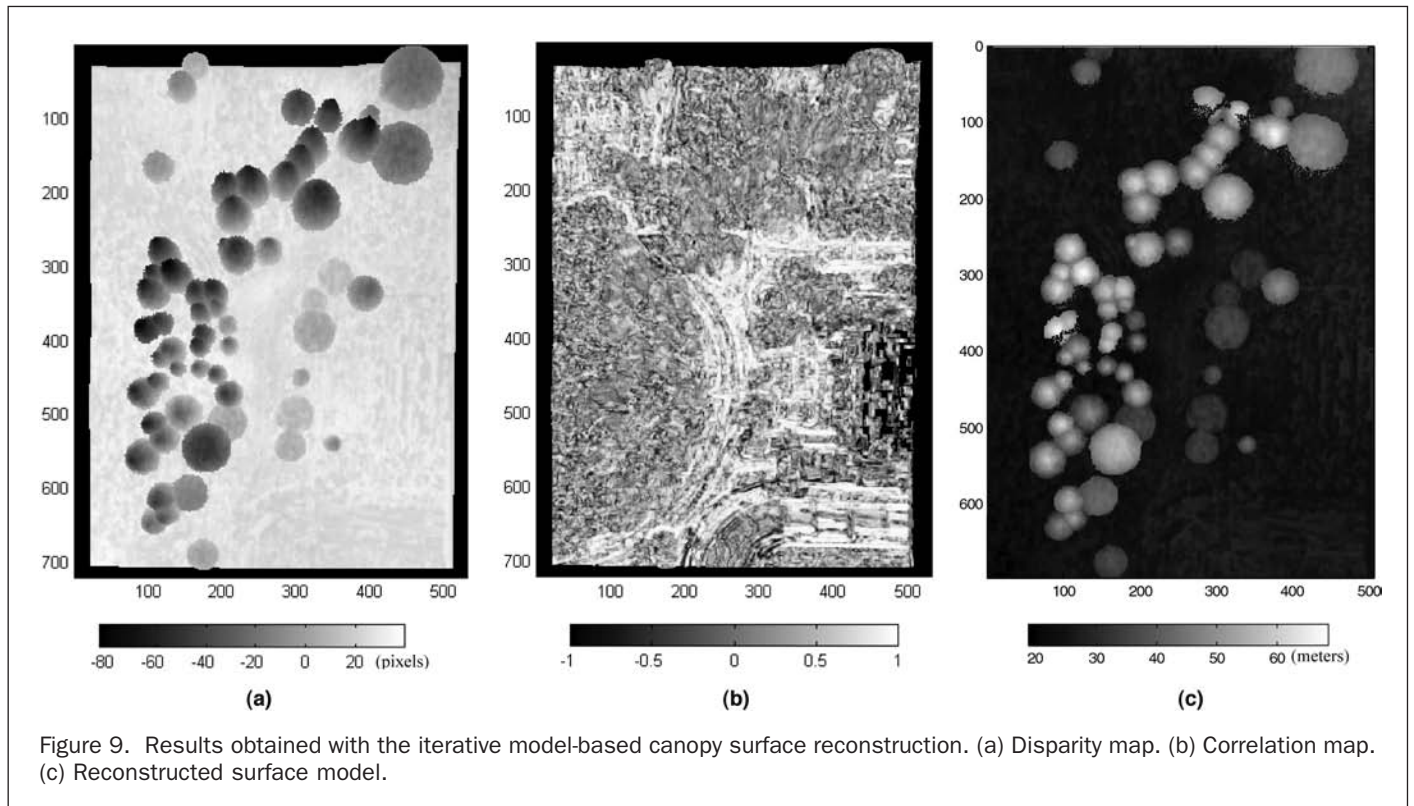 100
200
300
400
500
600
700
100 200 300 400 500
-80 -60 -40 -20 0 20 (pixels)
(a)
100
200
300
400
500
600
700
100 200 300 400 500
-1 -0.5 0 0.5 1
(b)
0
100
200
300
400
500
600
100 200 300 400 500
20 30 40 50 60 (meters)
(c)
Figure 9. Results obtained with the iterative model-based canopy surface reconstruction. (a) Disparity map. (b) Correlation map.
(c) Reconstructed surface model.